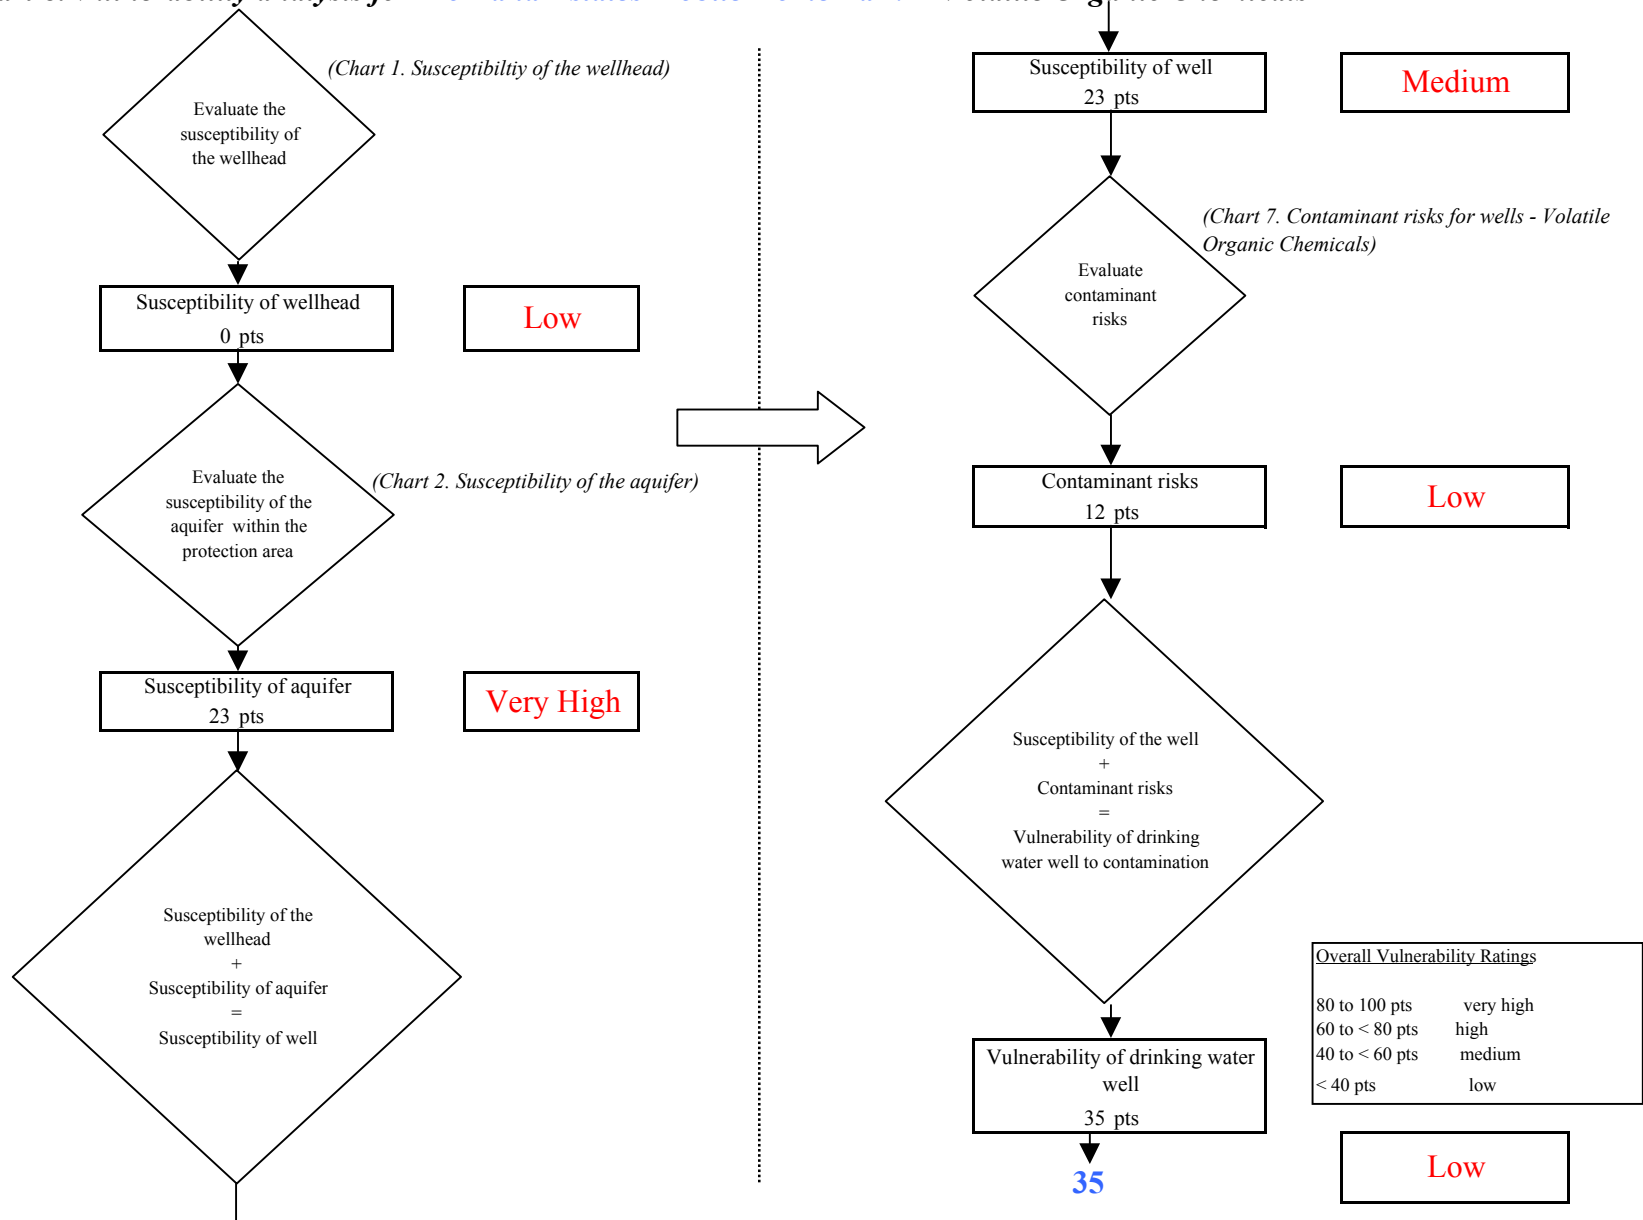 (Chart 1. Susceptibiltiy of the wellhead)
Evaluate the
susceptibility of
the wellhead
Susceptibility of wellhead
0 pts
Low
Evaluate the
susceptibility of the
aquifer within the
protection area
(Chart 2. Susceptibility of the aquifer)
Susceptibility of aquifer
23 pts
Very High
Susceptibility of the
wellhead
+
Susceptibility of aquifer
=
Susceptibility of well
Susceptibility of well
23 pts
Medium
(Chart 7. Contaminant risks for wells - Volatile
Organic Chemicals)
Evaluate
contaminant
risks
Contaminant risks
12 pts
Low
Susceptibility of the well
+
Contaminant risks
=
Vulnerability of drinking
water well to contamination
Overall Vulnerability Ratings
80 to 100 pts very high
60 to < 80 pts high
40 to < 60 pts medium
< 40 pts low
Vulnerability of drinking water
well
35 pts
35
Low